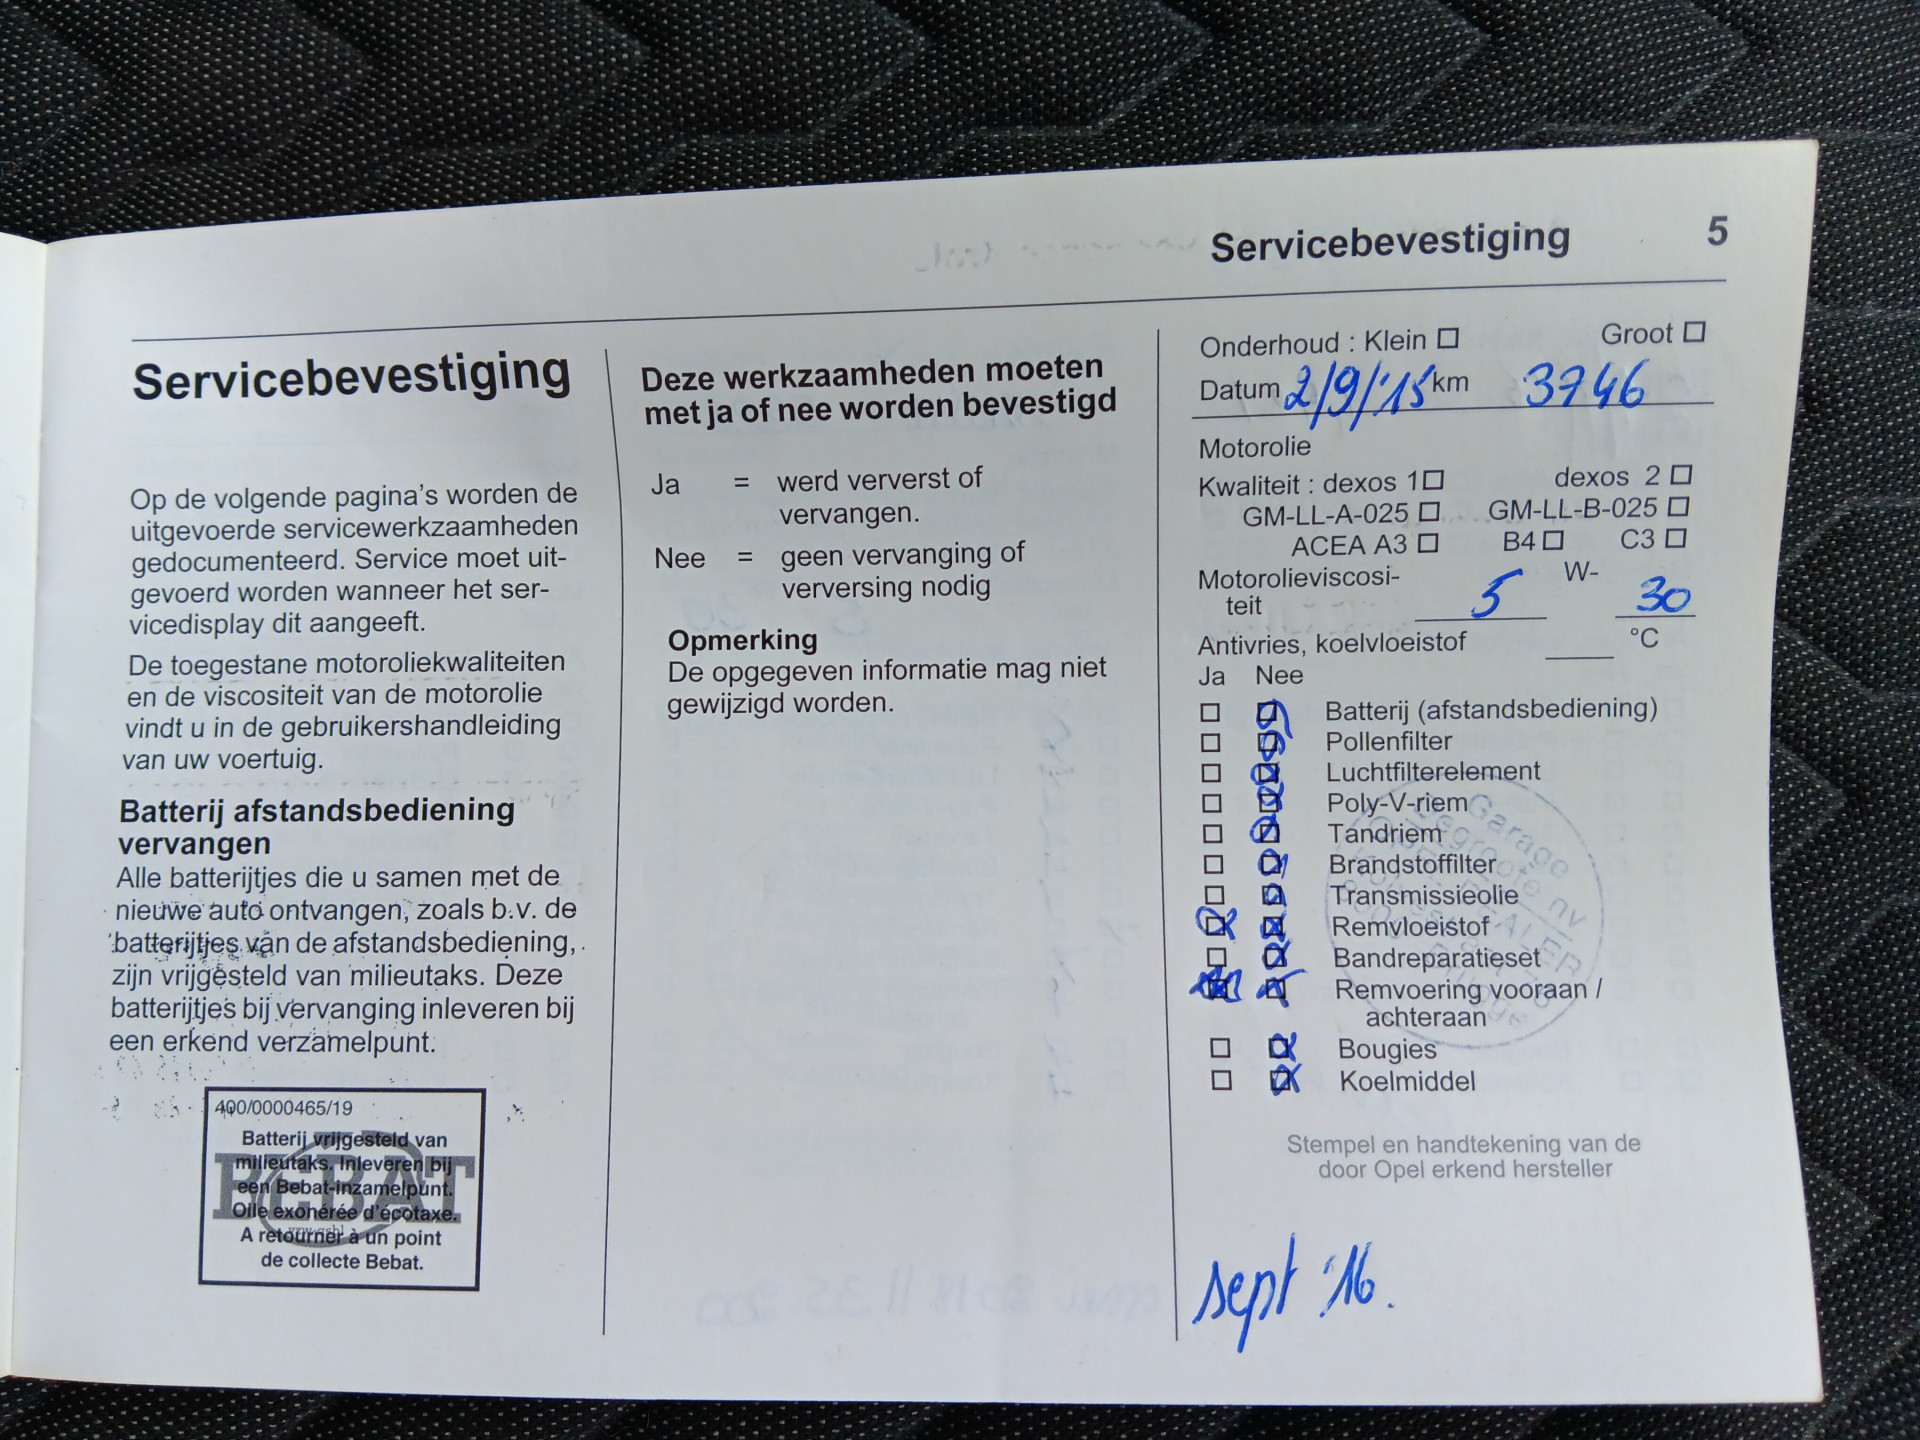 Servicebevestiging 5
Servicebevestiging
Op de volgende pagina's worden de
uitgevoerde servicewerkzaamheden
gedocumenteerd. Service moet uit-
gevoerd worden wanneer het ser-
vicedisplay dit aangeeft.
De toegestane motoroliekwaliteiten
en de viscositeit van de motorolie
vindt u in de gebruikershandleiding
van uw voertuig.
Batterij afstandsbediening
vervangen
Alle batterijtjes die u samen met de
nieuwe auto ontvangen, zoals b.v. de
batterijtjes van de afstandsbediening,
zijn vrijgesteld van milieutaks. Deze
batterijtjes bij vervanging inleveren bij
een erkend verzamelpunt.
400/0000465/19
BEBAT
Batterij vrijgesteld van
milieutaks. Inleveren bij
een Bebat-inzamelpunt.
Oile exonérée d'écotaxe.
A retourner à un point
de collecte Bebat.
Deze werkzaamheden moeten
met ja of nee worden bevestigd
Ja = werd ververst of
vervangen.
Nee = geen vervanging of
verversing nodig
Opmerking
De opgegeven informatie mag niet
gewijzigd worden.
Onderhoud : Klein Groot
Datum 2/9/'15 km 3746
Motorolie
Kwaliteit : dexos 1 dexos 2
GM-LL-A-025 GM-LL-B-025
ACEA A3 B4 C3
Motorolieviscosi- W-
teit 5 30
Antivries, koelvloeistof °C
Ja Nee
Batterij (afstandsbediening)
Pollenfilter
Luchtfilterelement
Poly-V-riem
Tandriem
Brandstoffilter
Transmissieolie
Remvloeistof
Bandreparatieset
Remvoering vooraan /
achteraan
Bougies
Koelmiddel
Garage
Degroote nv
OPEL DEALER
Stempel en handtekening van de
door Opel erkend hersteller
sept '16.